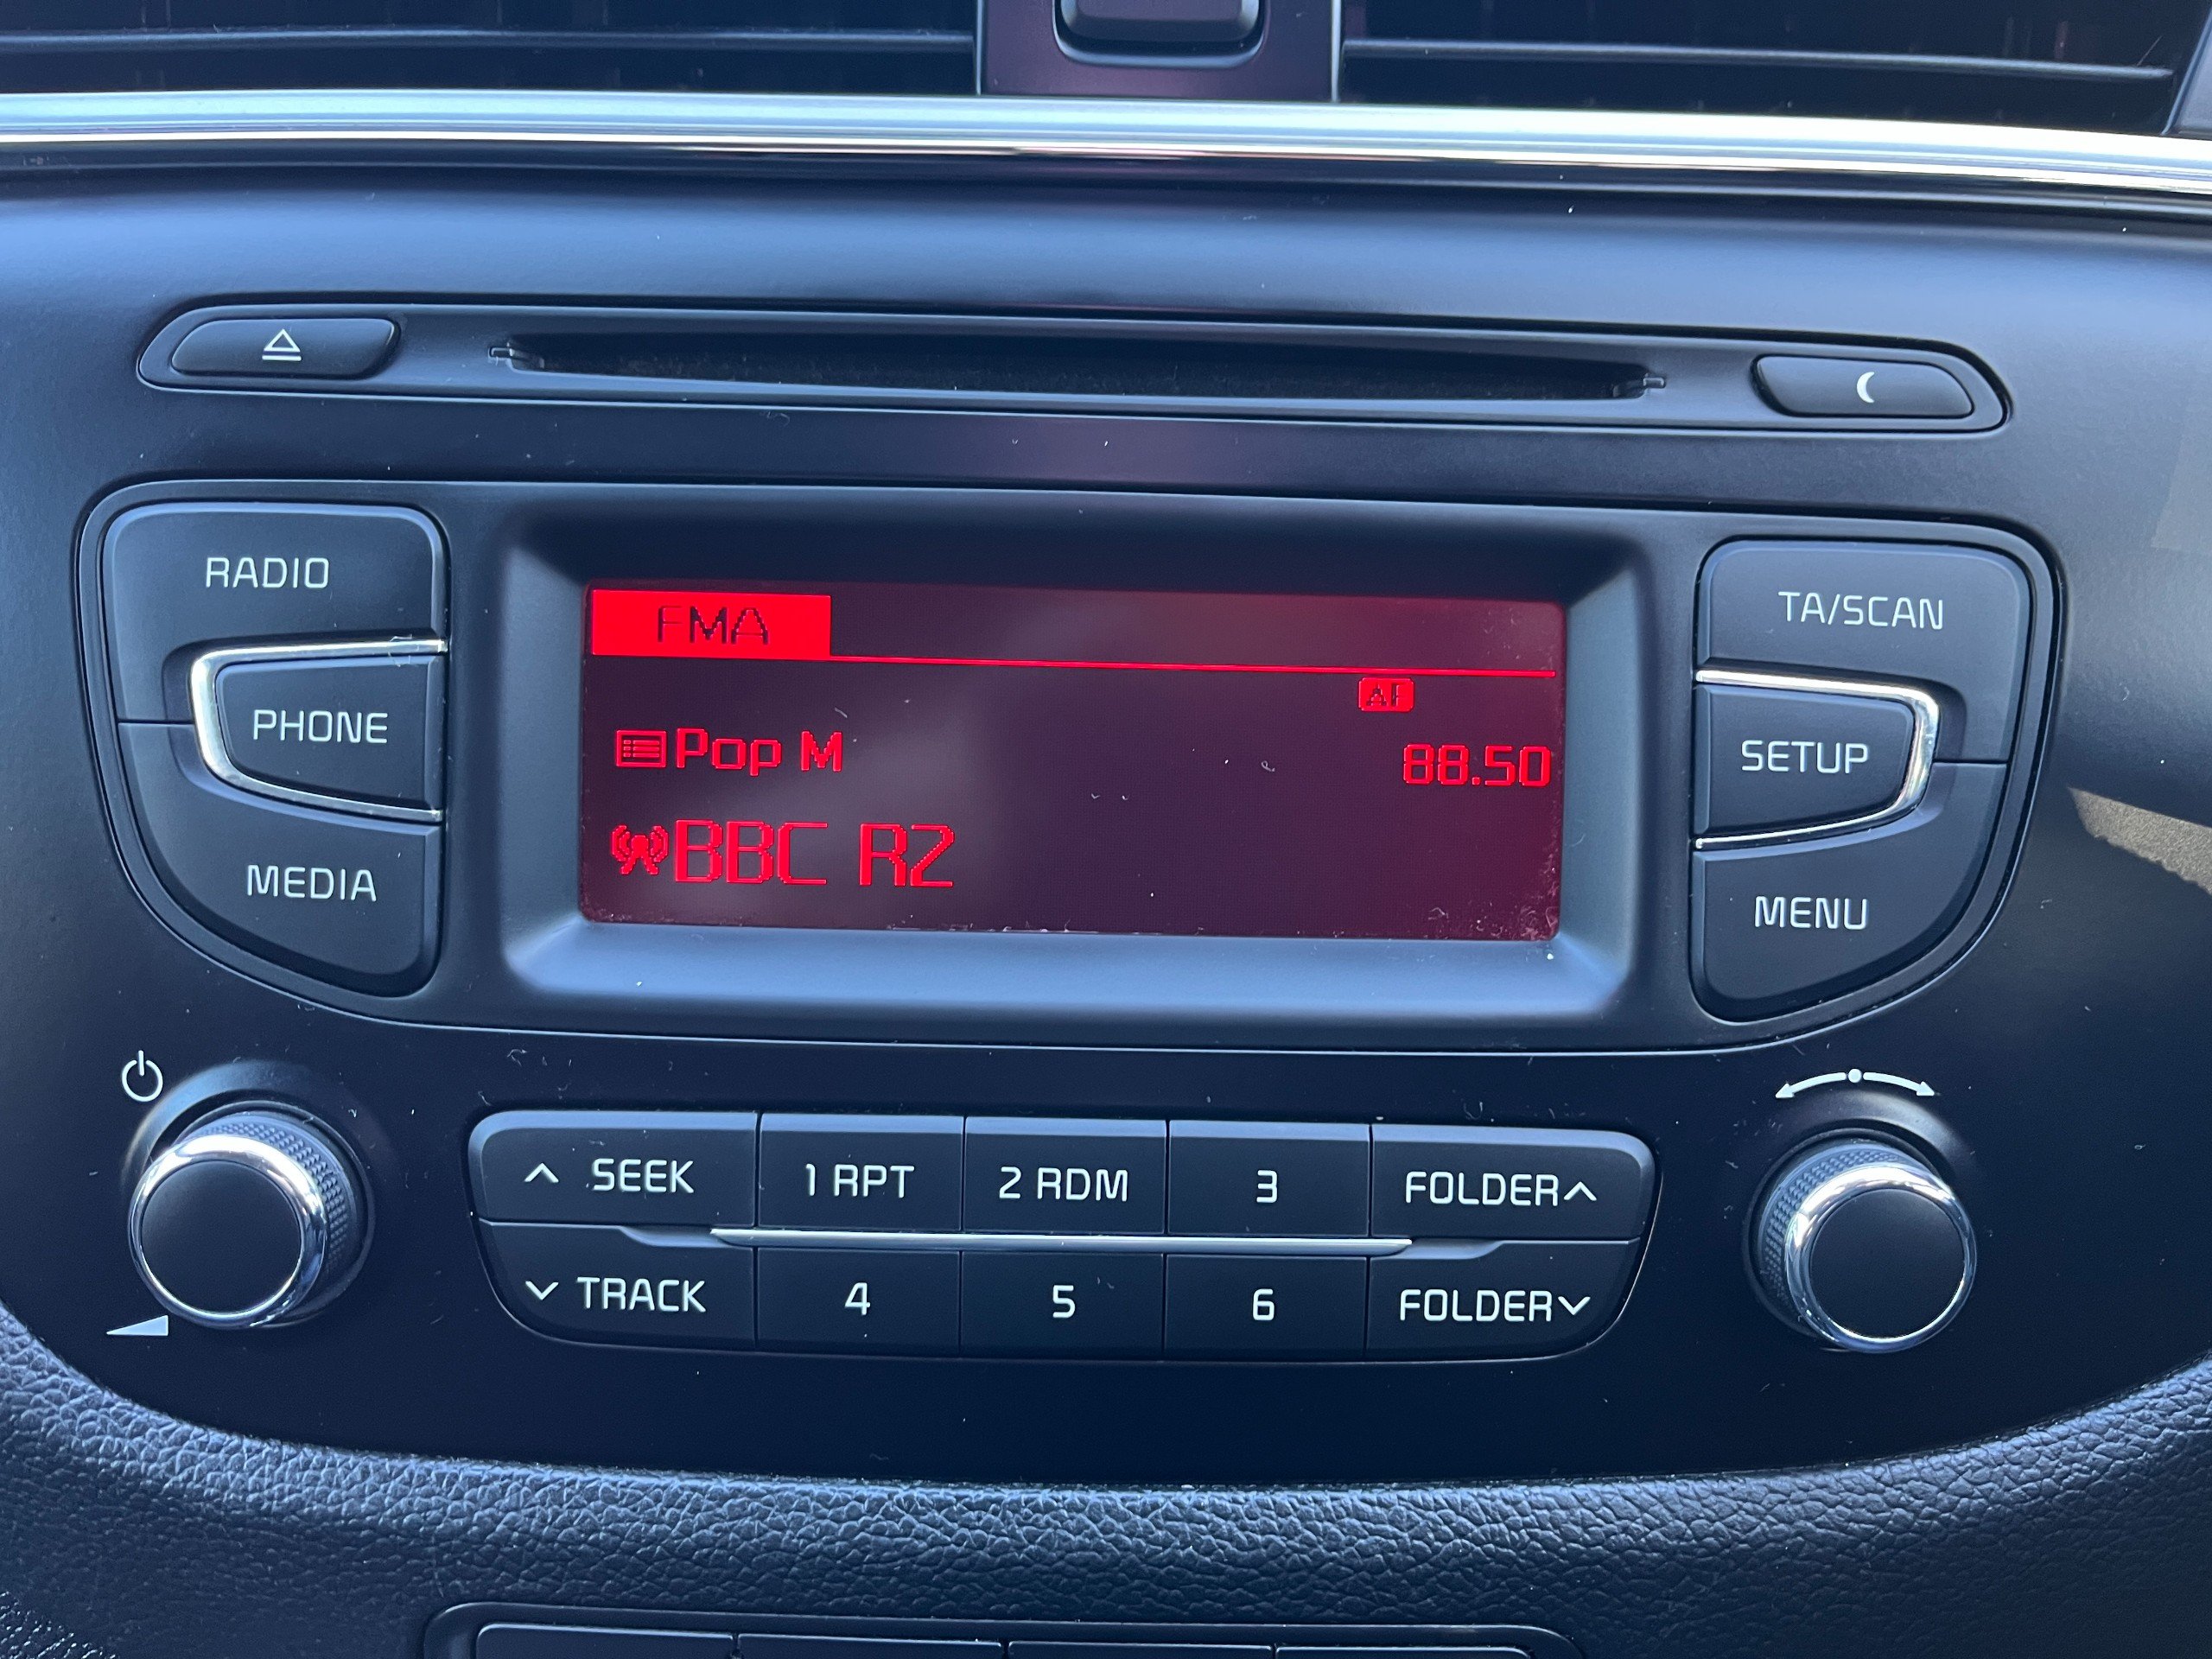 RADIO
PHONE
MEDIA
FMA
AF
Pop M
88.50
BBC R2
TA/SCAN
SETUP
MENU
SEEK
1 RPT
2 RDM
3
FOLDER
TRACK
4
5
6
FOLDER